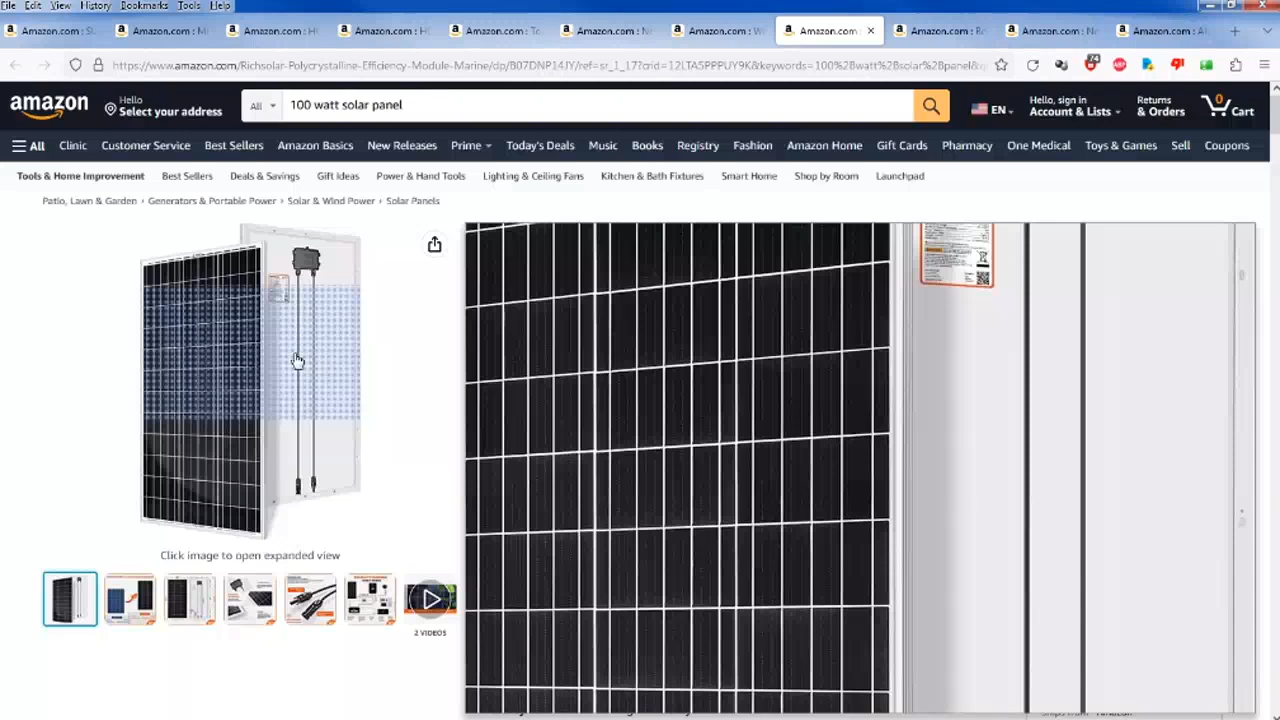 File Edit View History Bookmarks Tools Help
Amazon.com : Amazon.com : Amazon.com : Amazon.com : Amazon.com : Amazon.com : Amazon.com : Amazon.com : Amazon.com : Amazon.com : Amazon.com :
https://www.amazon.com/Richsolar-Polycrystalline-Efficiency-Module-Marine/dp/B07DNP14JY/ref=sr_1_17?crid=12LTA5PPPUY9K&keywords=100%2Bwatt%2Bsolar%2Bpanel&
amazon
Hello
Select your address
All
100 watt solar panel
EN
Hello, sign in
Account & Lists
Returns
& Orders
0
Cart
All Clinic Customer Service Best Sellers Amazon Basics New Releases Prime Today's Deals Music Books Registry Fashion Amazon Home Gift Cards Pharmacy One Medical Toys & Games Sell Coupons
Tools & Home Improvement Best Sellers Deals & Savings Gift Ideas Power & Hand Tools Lighting & Ceiling Fans Kitchen & Bath Fixtures Smart Home Shop by Room Launchpad
Patio, Lawn & Garden › Generators & Portable Power › Solar & Wind Power › Solar Panels
Click image to open expanded view
2 VIDEOS